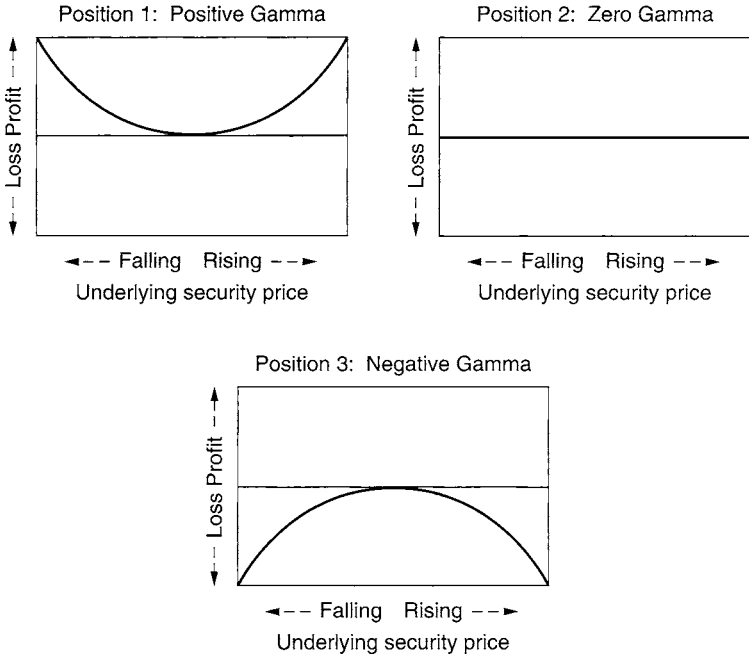 Position 1: Positive Gamma
Loss Profit
Falling Rising
Underlying security price
Position 2: Zero Gamma
Loss Profit
Falling Rising
Underlying security price
Position 3: Negative Gamma
Loss Profit
Falling Rising
Underlying security price